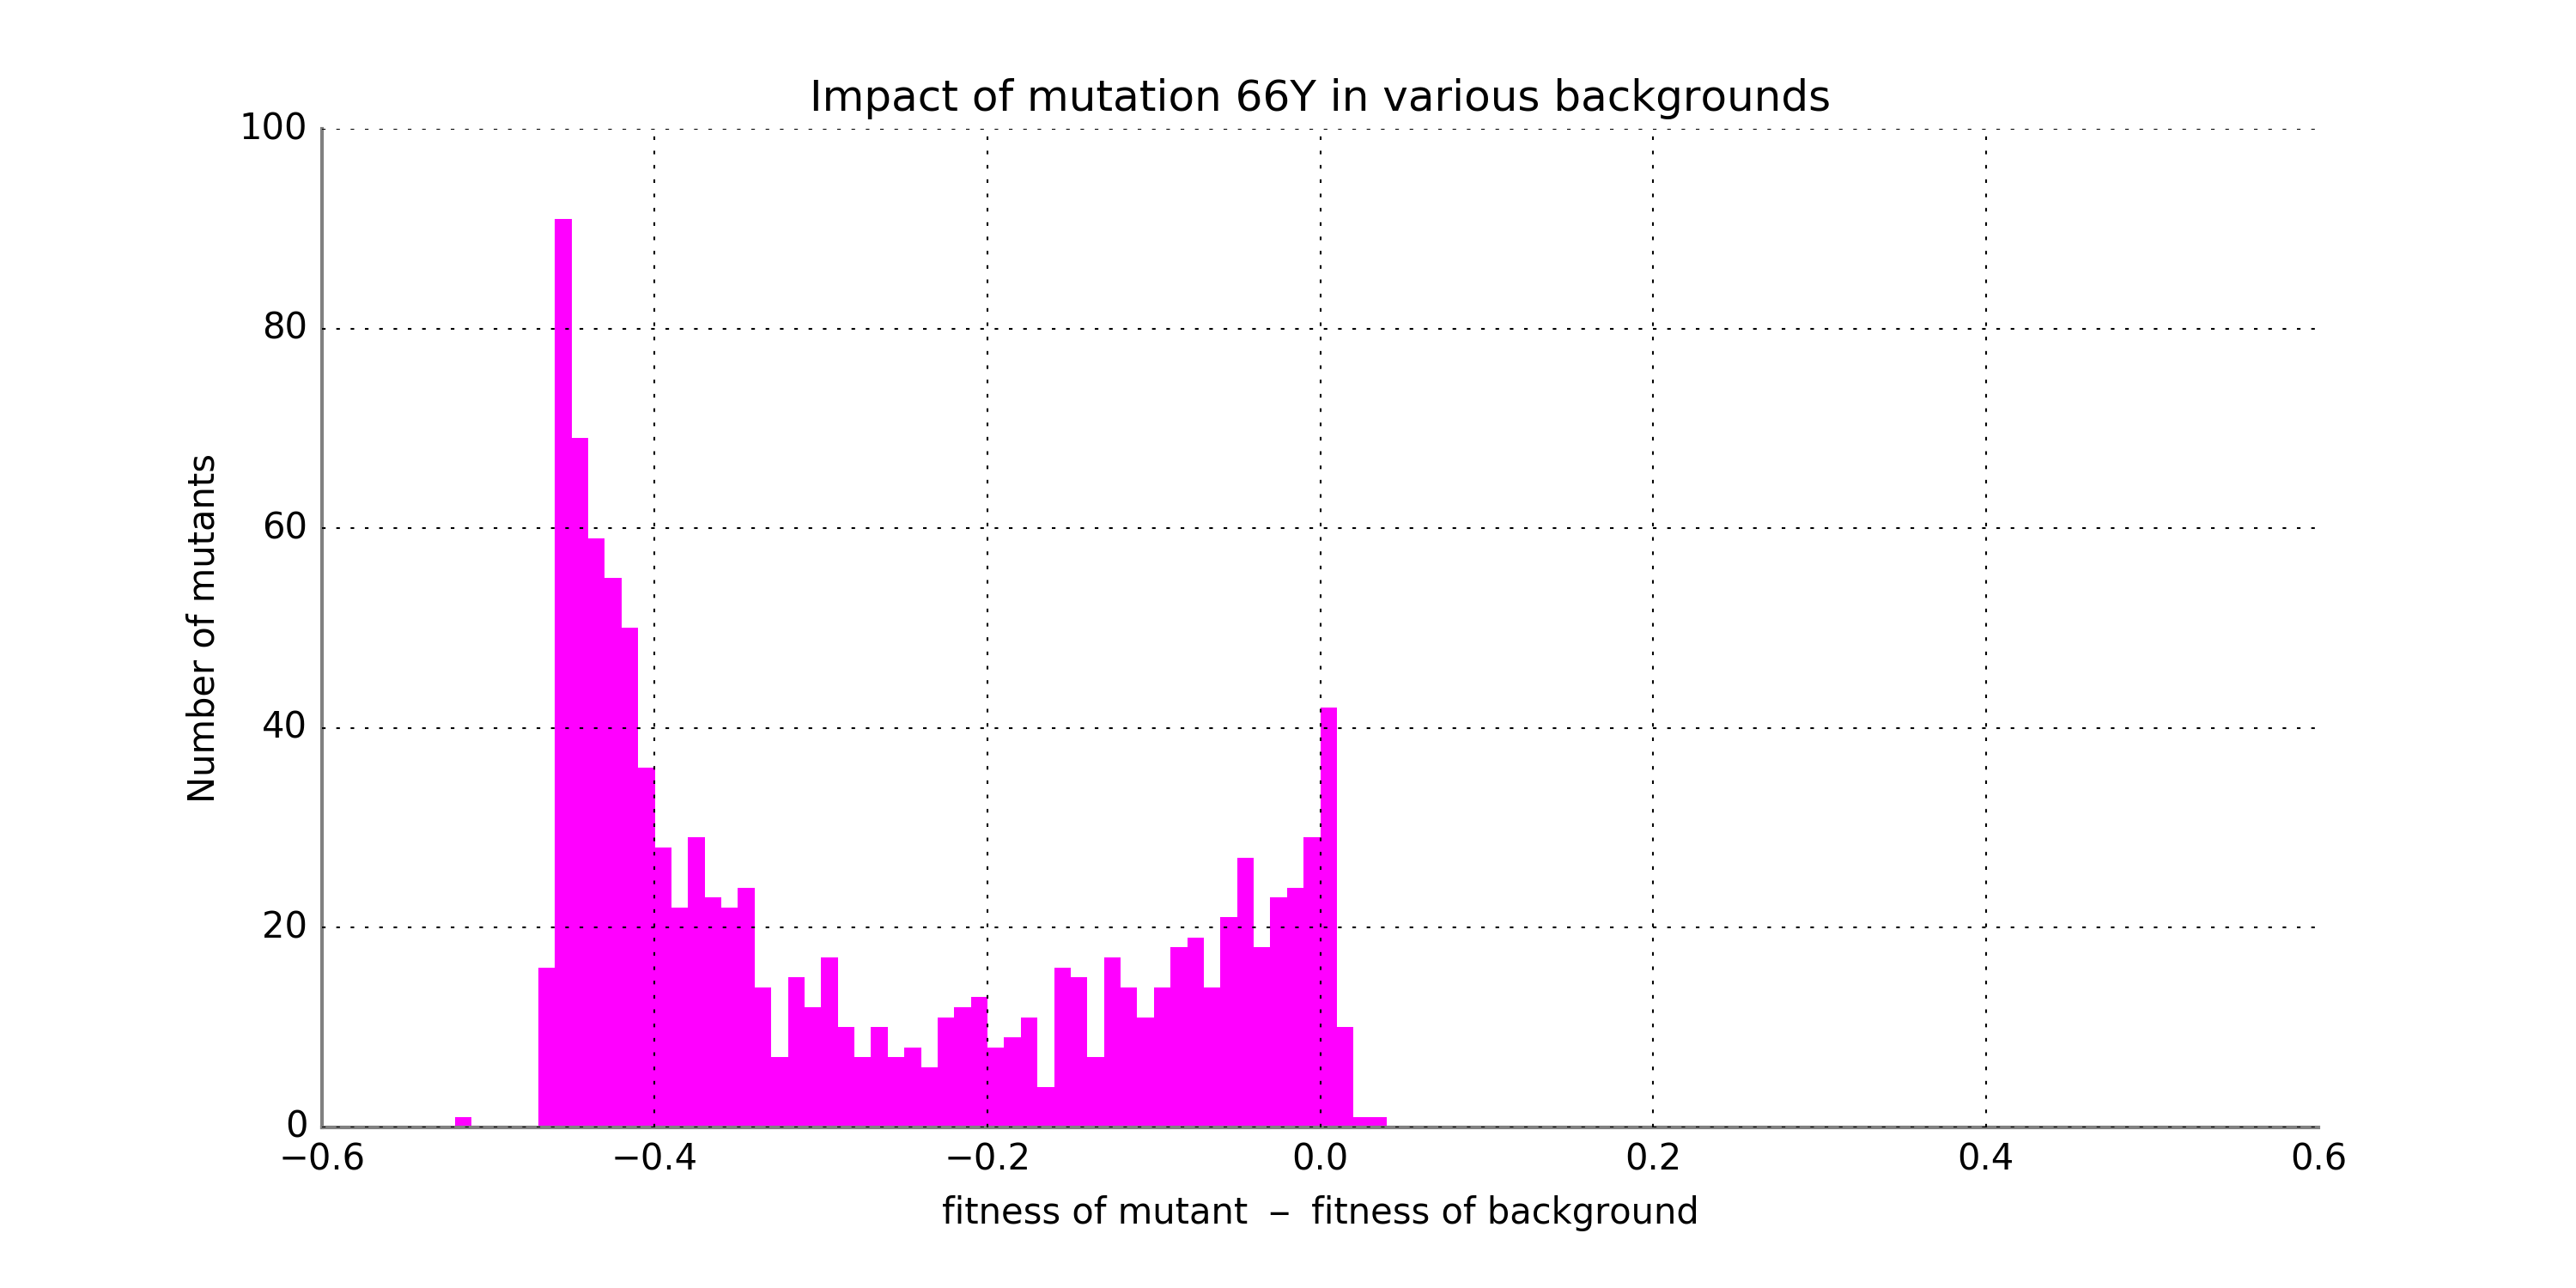 Impact of mutation 66Y in various backgrounds
100
80
60
40
20
0
Number of mutants
−0.6 −0.4 −0.2 0.0 0.2 0.4 0.6
fitness of mutant − fitness of background